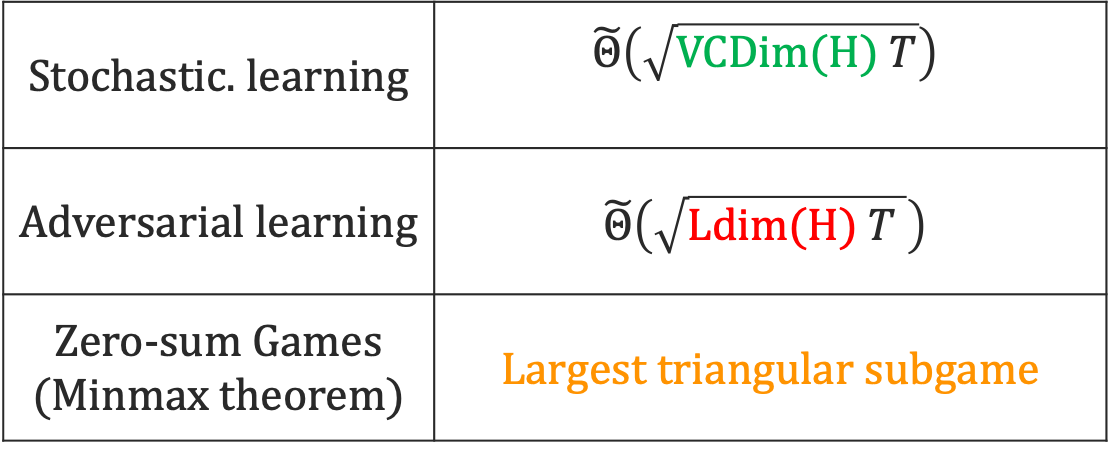 Stochastic. learning
Θ̃(√VCDim(H) T)
Adversarial learning
Θ̃(√Ldim(H) T )
Zero-sum Games
(Minmax theorem)
Largest triangular subgame